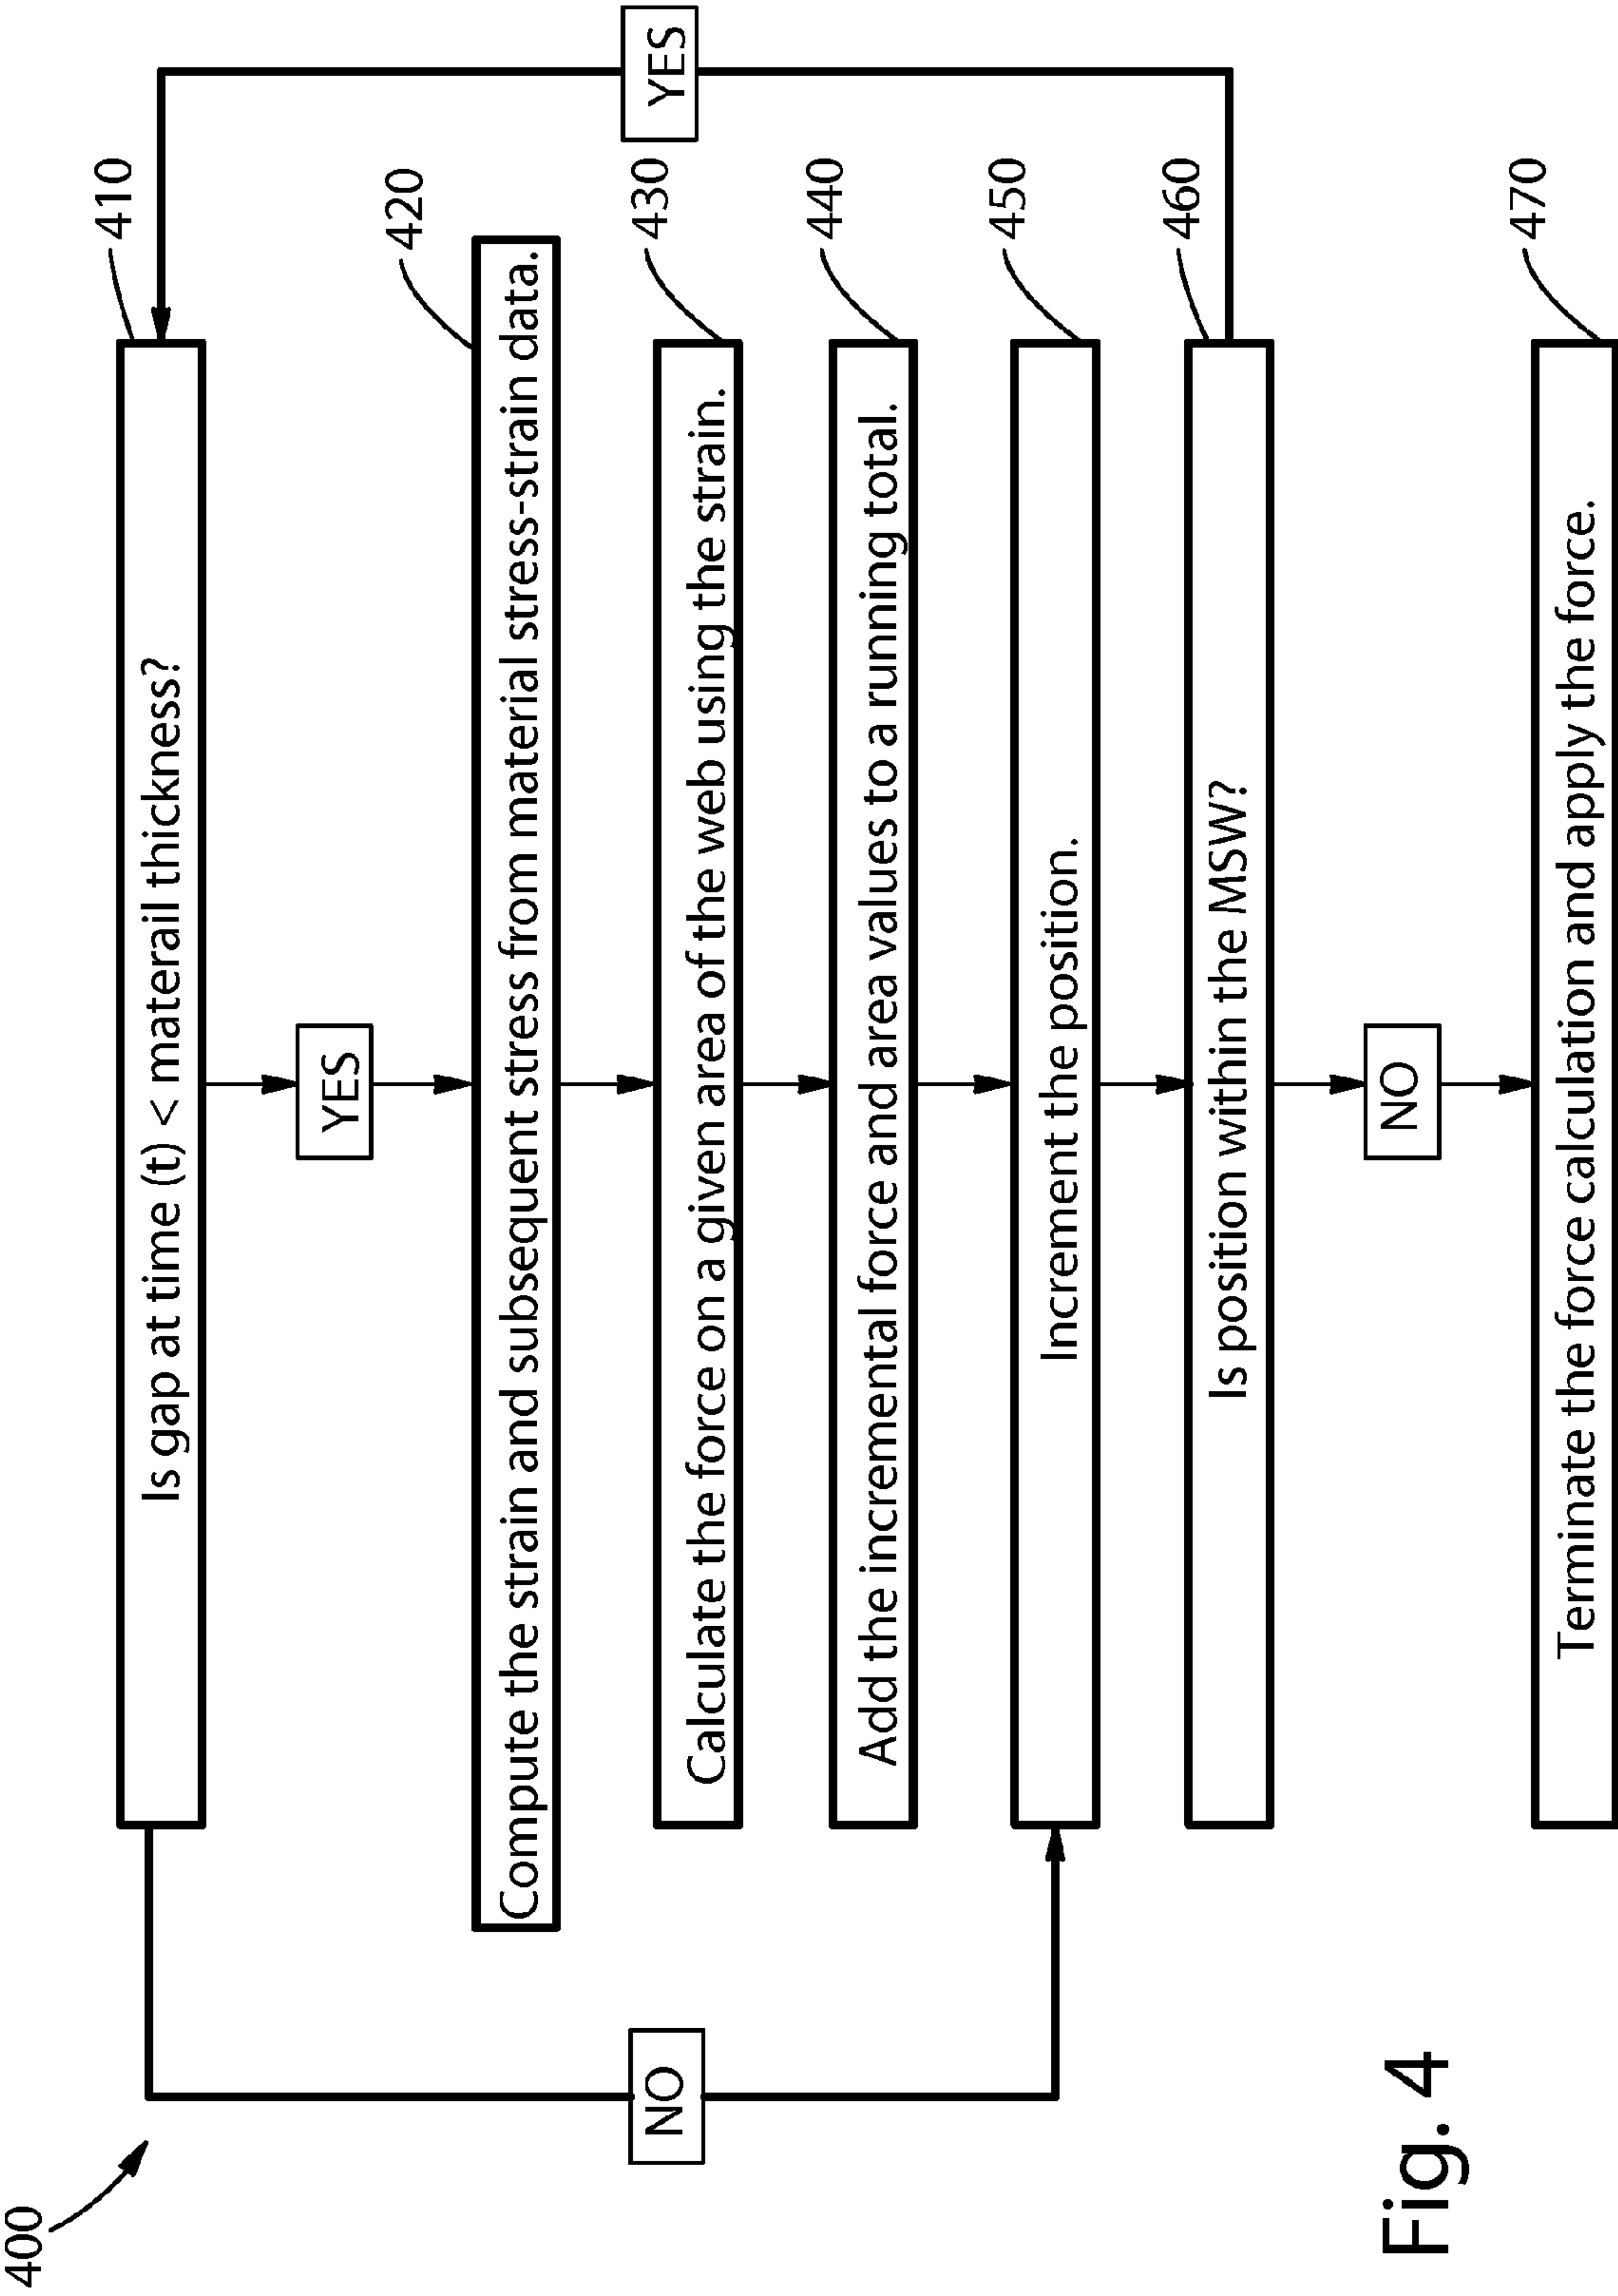 400
410
Is gap at time (t) < materail thickness?
YES
420
Compute the strain and subsequent stress from material stress-strain data.
NO
YES
430
Calculate the force on a given area of the web using the strain.
440
Add the incremental force and area values to a running total.
450
Increment the position.
460
Is position within the MSW?
NO
470
Terminate the force calculation and apply the force.
Fig. 4